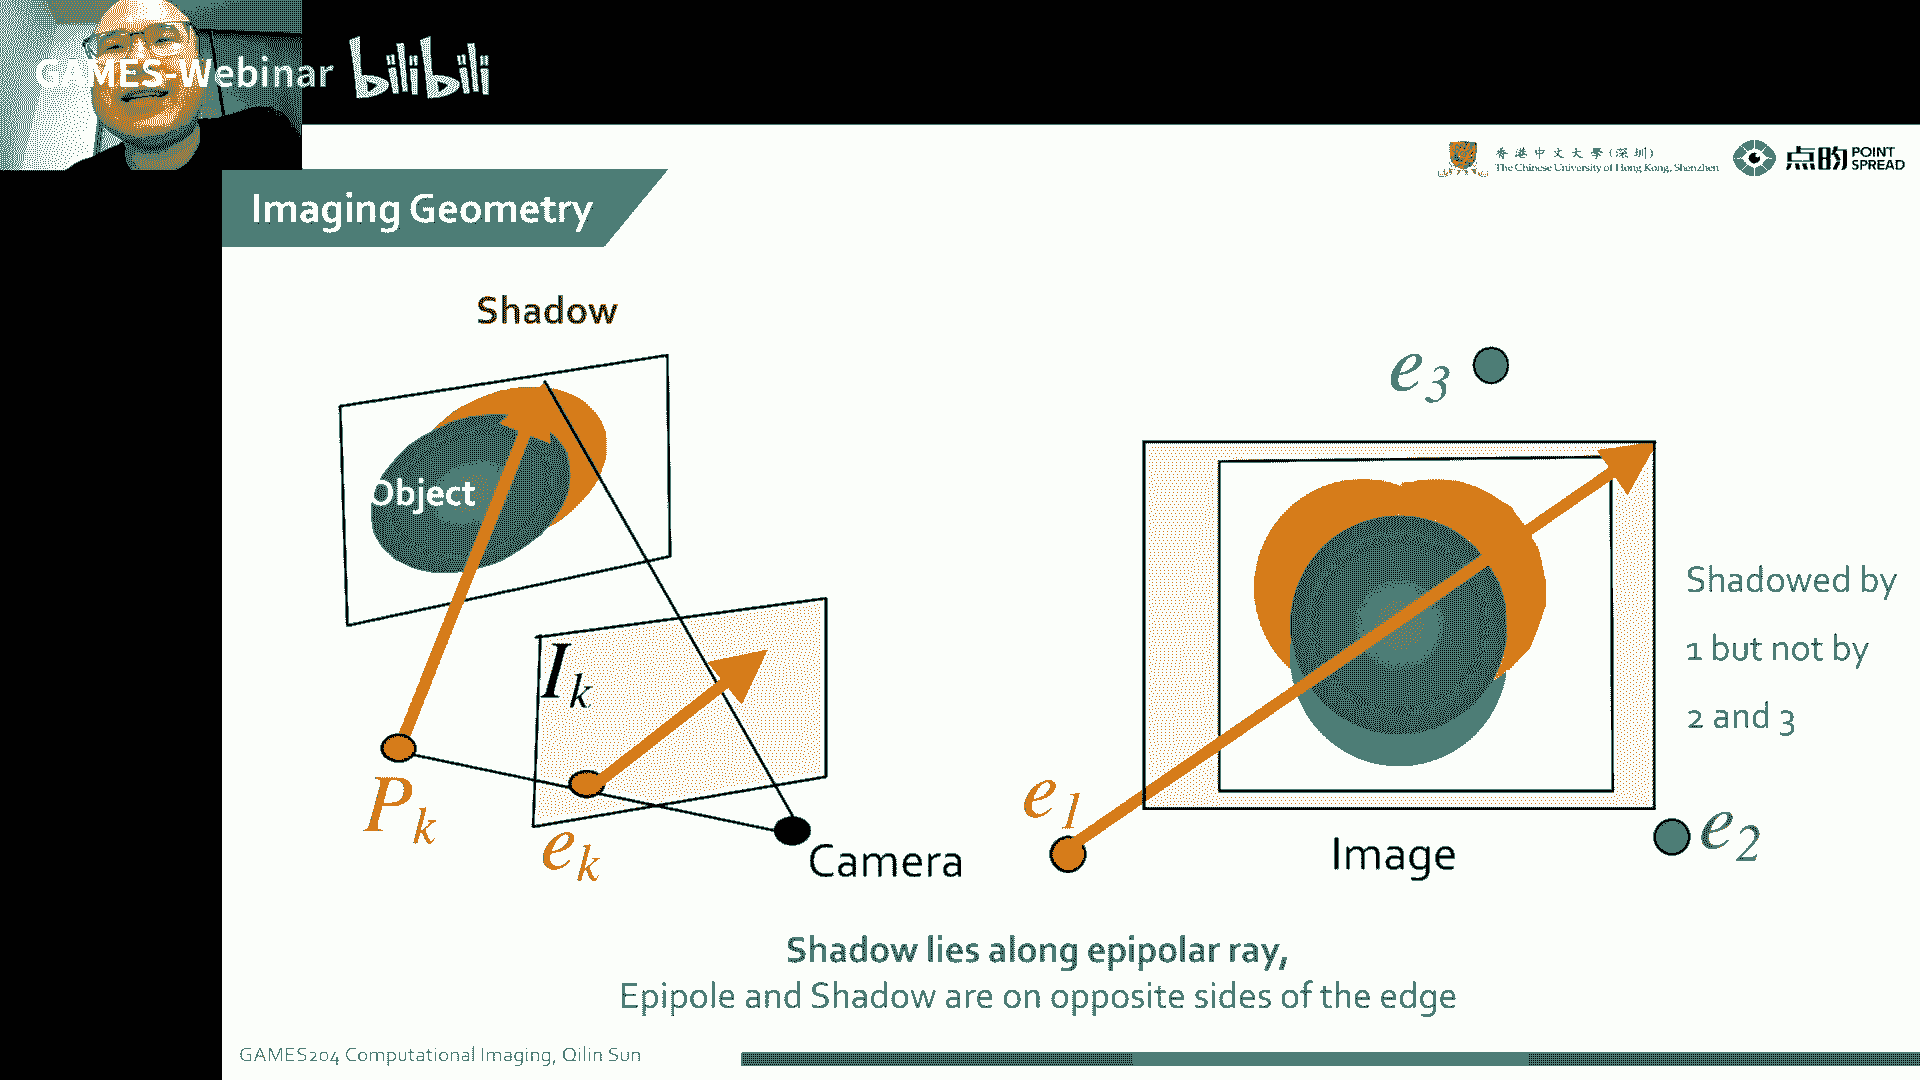 GAMES-Webinar bilibili
香港中文大學(深圳)
The Chinese University of Hong Kong, Shenzhen
点昀 POINT SPREAD
Imaging Geometry
Shadow
Object
I_k
P_k
e_k
Camera
e_3
e_1
e_2
Image
Shadowed by
1 but not by
2 and 3
Shadow lies along epipolar ray,
Epipole and Shadow are on opposite sides of the edge
GAMES204 Computational Imaging, Qilin Sun